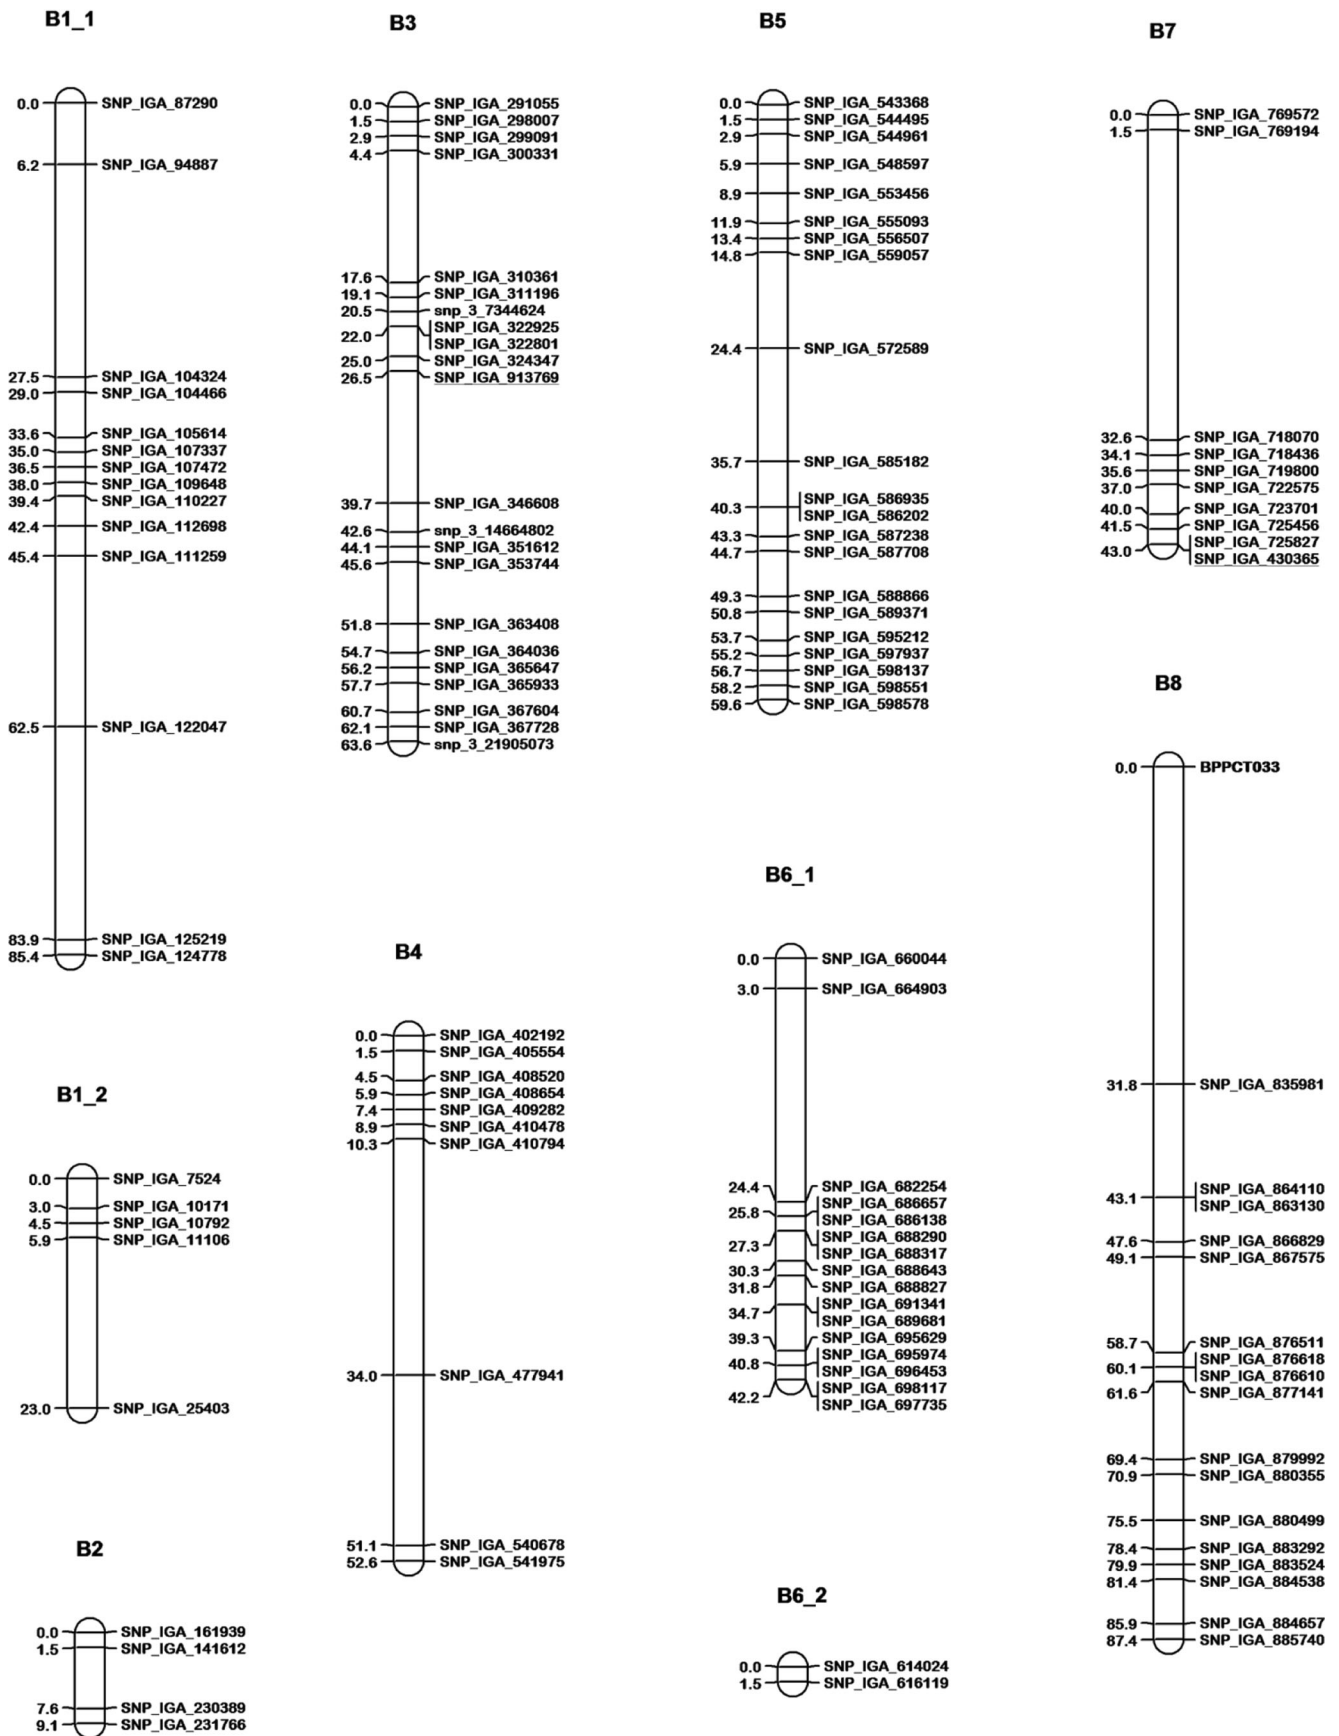 B1_1
0.0 SNP_IGA_87290
6.2 SNP_IGA_94887
27.5 SNP_IGA_104324
29.0 SNP_IGA_104466
33.6 SNP_IGA_105614
35.0 SNP_IGA_107337
36.5 SNP_IGA_107472
38.0 SNP_IGA_109648
39.4 SNP_IGA_110227
42.4 SNP_IGA_112698
45.4 SNP_IGA_111259
62.5 SNP_IGA_122047
83.9 SNP_IGA_125219
85.4 SNP_IGA_124778
B1_2
0.0 SNP_IGA_7524
3.0 SNP_IGA_10171
4.5 SNP_IGA_10792
5.9 SNP_IGA_11106
23.0 SNP_IGA_25403
B2
0.0 SNP_IGA_161939
1.5 SNP_IGA_141612
7.6 SNP_IGA_230389
9.1 SNP_IGA_231766
B3
0.0 SNP_IGA_291055
1.5 SNP_IGA_298007
2.9 SNP_IGA_299091
4.4 SNP_IGA_300331
17.6 SNP_IGA_310361
19.1 SNP_IGA_311196
20.5 snp_3_7344624
22.0 SNP_IGA_322925
SNP_IGA_322801
25.0 SNP_IGA_324347
26.5 SNP_IGA_913769
39.7 SNP_IGA_346608
42.6 snp_3_14664802
44.1 SNP_IGA_351612
45.6 SNP_IGA_353744
51.8 SNP_IGA_363408
54.7 SNP_IGA_364036
56.2 SNP_IGA_365647
57.7 SNP_IGA_365933
60.7 SNP_IGA_367604
62.1 SNP_IGA_367728
63.6 snp_3_21905073
B4
0.0 SNP_IGA_402192
1.5 SNP_IGA_405554
4.5 SNP_IGA_408520
5.9 SNP_IGA_408654
7.4 SNP_IGA_409282
8.9 SNP_IGA_410478
10.3 SNP_IGA_410794
34.0 SNP_IGA_477941
51.1 SNP_IGA_540678
52.6 SNP_IGA_541975
B5
0.0 SNP_IGA_543368
1.5 SNP_IGA_544495
2.9 SNP_IGA_544961
5.9 SNP_IGA_548597
8.9 SNP_IGA_553456
11.9 SNP_IGA_555093
13.4 SNP_IGA_556507
14.8 SNP_IGA_559057
24.4 SNP_IGA_572589
35.7 SNP_IGA_585182
40.3 SNP_IGA_586935
SNP_IGA_586202
43.3 SNP_IGA_587238
44.7 SNP_IGA_587708
49.3 SNP_IGA_588866
50.8 SNP_IGA_589371
53.7 SNP_IGA_595212
55.2 SNP_IGA_597937
56.7 SNP_IGA_598137
58.2 SNP_IGA_598551
59.6 SNP_IGA_598578
B6_1
0.0 SNP_IGA_660044
3.0 SNP_IGA_664903
24.4 SNP_IGA_682254
25.8 SNP_IGA_686657
SNP_IGA_686138
27.3 SNP_IGA_688290
SNP_IGA_688317
30.3 SNP_IGA_688643
31.8 SNP_IGA_688827
34.7 SNP_IGA_691341
SNP_IGA_689681
39.3 SNP_IGA_695629
40.8 SNP_IGA_695974
SNP_IGA_696453
42.2 SNP_IGA_698117
SNP_IGA_697735
B6_2
0.0 SNP_IGA_614024
1.5 SNP_IGA_616119
B7
0.0 SNP_IGA_769572
1.5 SNP_IGA_769194
32.6 SNP_IGA_718070
34.1 SNP_IGA_718436
35.6 SNP_IGA_719800
37.0 SNP_IGA_722575
40.0 SNP_IGA_723701
41.5 SNP_IGA_725456
43.0 SNP_IGA_725827
SNP_IGA_430365
B8
0.0 BPPCT033
31.8 SNP_IGA_835981
43.1 SNP_IGA_864110
SNP_IGA_863130
47.6 SNP_IGA_866829
49.1 SNP_IGA_867575
58.7 SNP_IGA_876511
60.1 SNP_IGA_876618
SNP_IGA_876610
61.6 SNP_IGA_877141
69.4 SNP_IGA_879992
70.9 SNP_IGA_880355
75.5 SNP_IGA_880499
78.4 SNP_IGA_883292
79.9 SNP_IGA_883524
81.4 SNP_IGA_884538
85.9 SNP_IGA_884657
87.4 SNP_IGA_885740